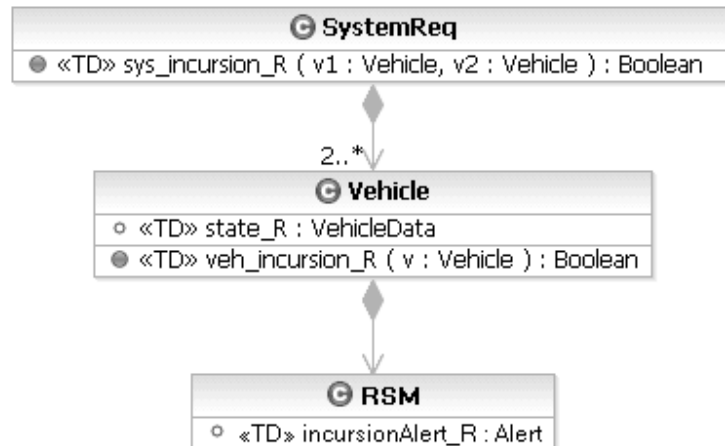 C SystemReq
«TD» sys_incursion_R ( v1 : Vehicle, v2 : Vehicle ) : Boolean
2..*
C Vehicle
«TD» state_R : VehicleData
«TD» veh_incursion_R ( v : Vehicle ) : Boolean
C RSM
«TD» incursionAlert_R : Alert